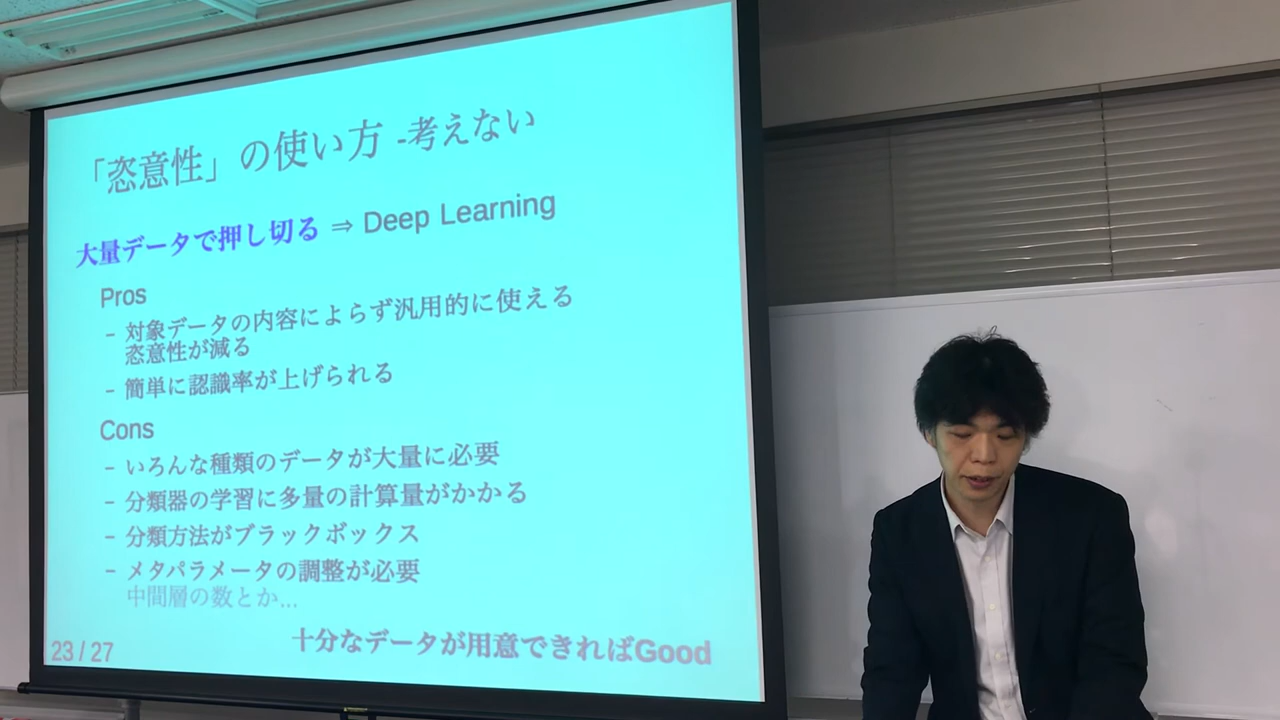 「恣意性」の使い方 -考えない
大量データで押し切る ⇒ Deep Learning
Pros
- 対象データの内容によらず汎用的に使える
恣意性が減る
- 簡単に認識率が上げられる
Cons
- いろんな種類のデータが大量に必要
- 分類器の学習に多量の計算量がかかる
- 分類方法がブラックボックス
- メタパラメータの調整が必要
中間層の数とか...
十分なデータが用意できればGood
23 / 27